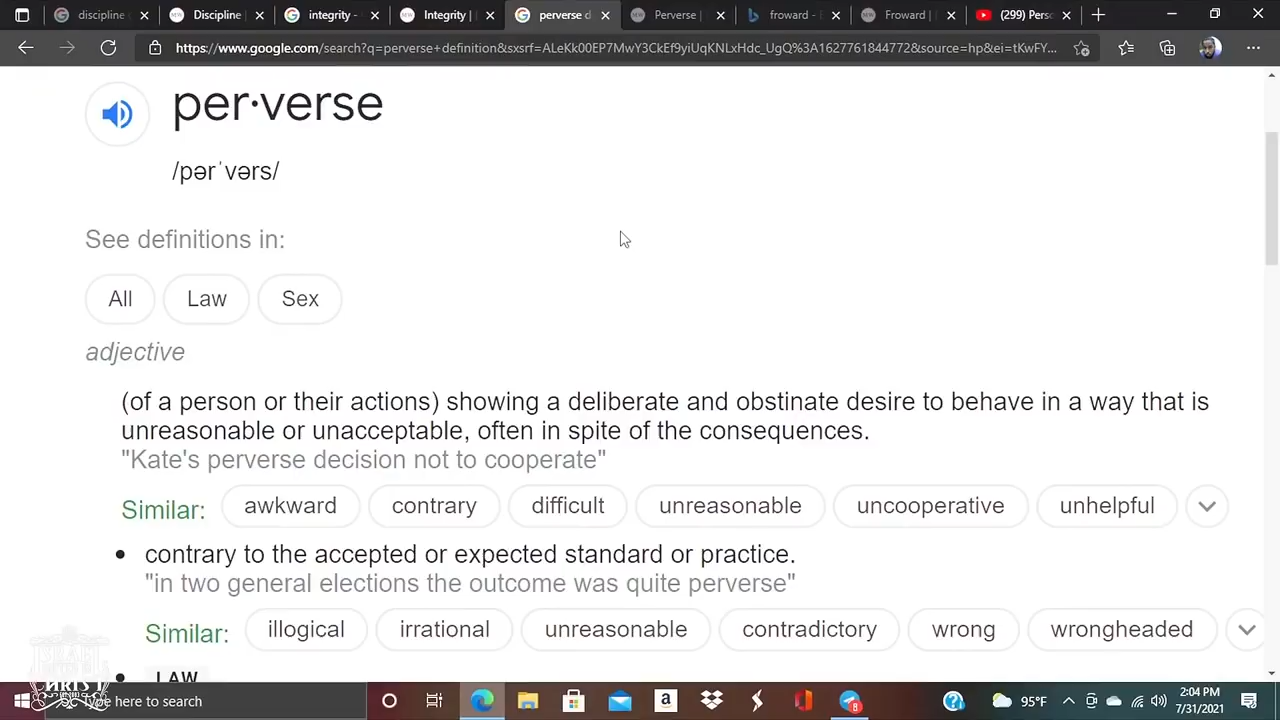 discipline
Discipline |
integrity -
Integrity |
perverse d
Perverse |
froward -
Froward |
(299) Pers
https://www.google.com/search?q=perverse+definition&sxsrf=ALeKk00EP7MwY3CkEf9yiUqKNLxHdc_UgQ%3A1627761844772&source=hp&ei=tKwFY...
per·verse
/pərˈvərs/
See definitions in:
All Law Sex
adjective
(of a person or their actions) showing a deliberate and obstinate desire to behave in a way that is
unreasonable or unacceptable, often in spite of the consequences.
"Kate's perverse decision not to cooperate"
Similar: awkward contrary difficult unreasonable uncooperative unhelpful
• contrary to the accepted or expected standard or practice.
"in two general elections the outcome was quite perverse"
Similar: illogical irrational unreasonable contradictory wrong wrongheaded
• LAW
here to search
95°F
2:04 PM
7/31/2021